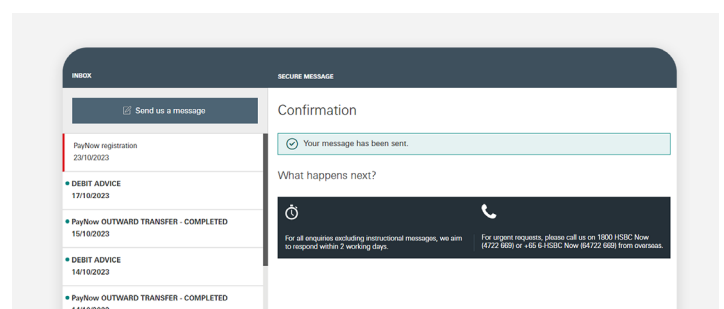 INBOX
SECURE MESSAGE
Send us a message
PayNow registration
23/10/2023
DEBIT ADVICE
17/10/2023
PayNow OUTWARD TRANSFER - COMPLETED
15/10/2023
DEBIT ADVICE
14/10/2023
PayNow OUTWARD TRANSFER - COMPLETED
Confirmation
Your message has been sent.
What happens next?
For all enquiries excluding instructional messages, we aim
to respond within 2 working days.
For urgent requests, please call us on 1800 HSBC Now
(4722 669) or +65 6-HSBC Now (64722 669) from overseas.